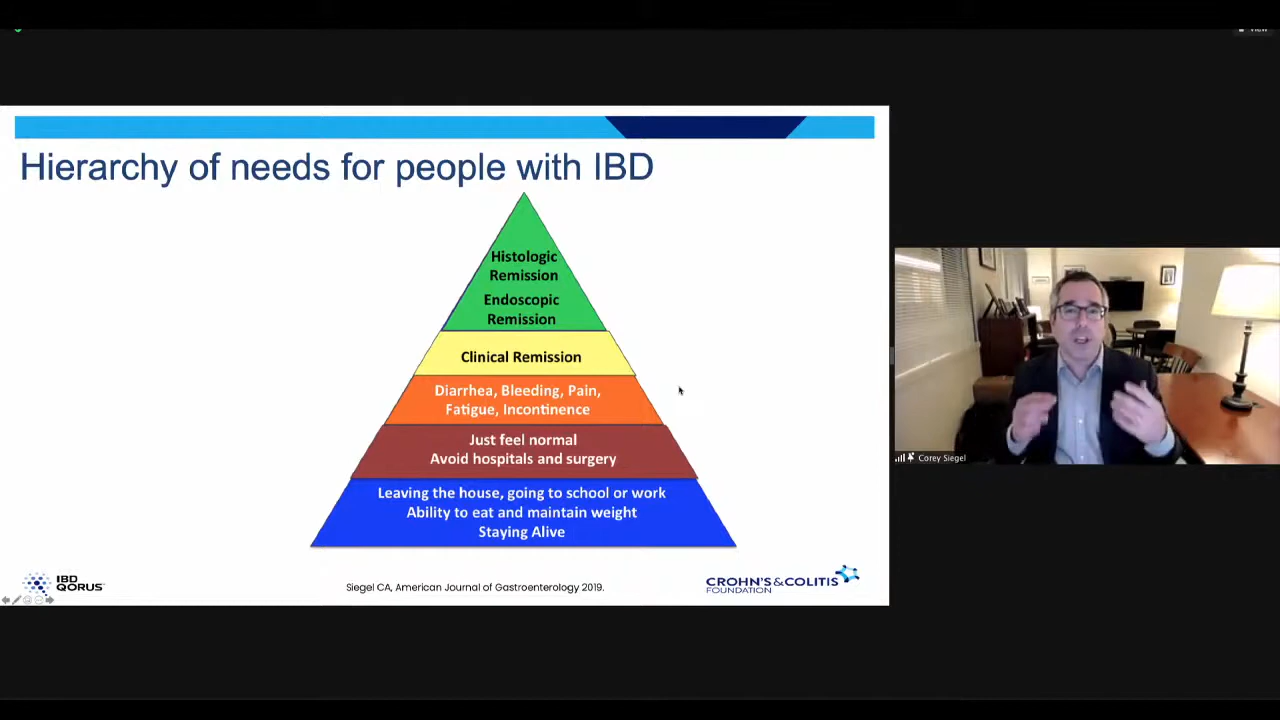 View
Hierarchy of needs for people with IBD
Histologic
Remission
Endoscopic
Remission
Clinical Remission
Diarrhea, Bleeding, Pain,
Fatigue, Incontinence
Just feel normal
Avoid hospitals and surgery
Leaving the house, going to school or work
Ability to eat and maintain weight
Staying Alive
IBD
QORUS
Siegel CA, American Journal of Gastroenterology 2019.
CROHN'S & COLITIS
FOUNDATION
Corey Siegel